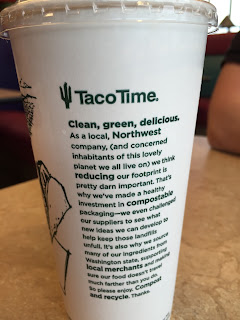 TacoTime®
Clean, green, delicious.
As a local, Northwest
company, (and concerned
inhabitants of this lovely
planet we all live on) we think
reducing our footprint is
pretty darn important. That's
why we've made a hefty
investment in compostable
packaging—we even challenged
our suppliers to see what
new ideas we can develop to
help keep those landfills
unfull. It's also why we source
many of our ingredients from
Washington state, supporting
local merchants and making
sure our food doesn't travel
much farther than you do.
So please enjoy. Compost
and recycle. Thanks.